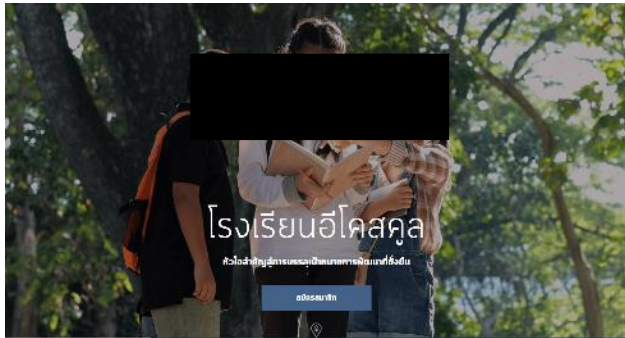 โรงเรียนอีโคสคูล
หัวใจสำคัญสู่การบรรลุเป้าหมายการพัฒนาที่ยั่งยืน
สมัครสมาชิก